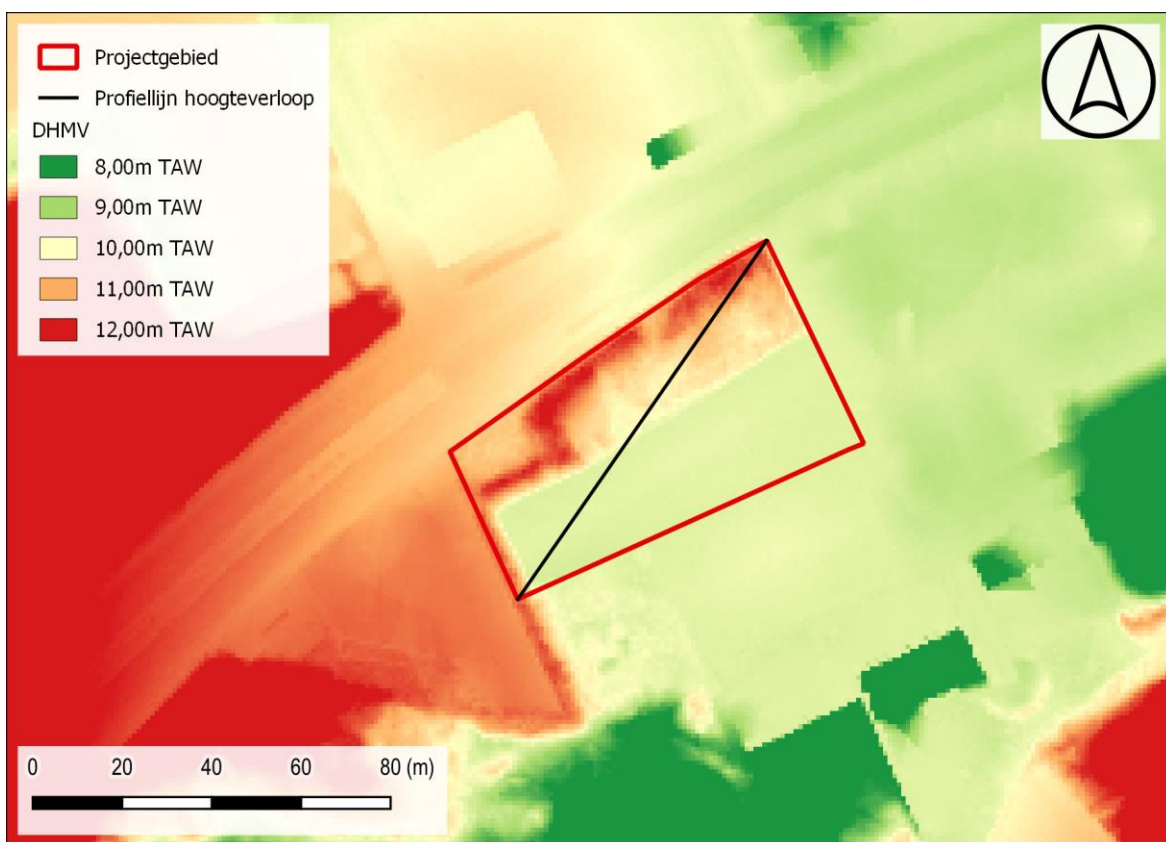 Projectgebied
Profiellijn hoogteverloop
DHMV
8,00m TAW
9,00m TAW
10,00m TAW
11,00m TAW
12,00m TAW
0 20 40 60 80 (m)